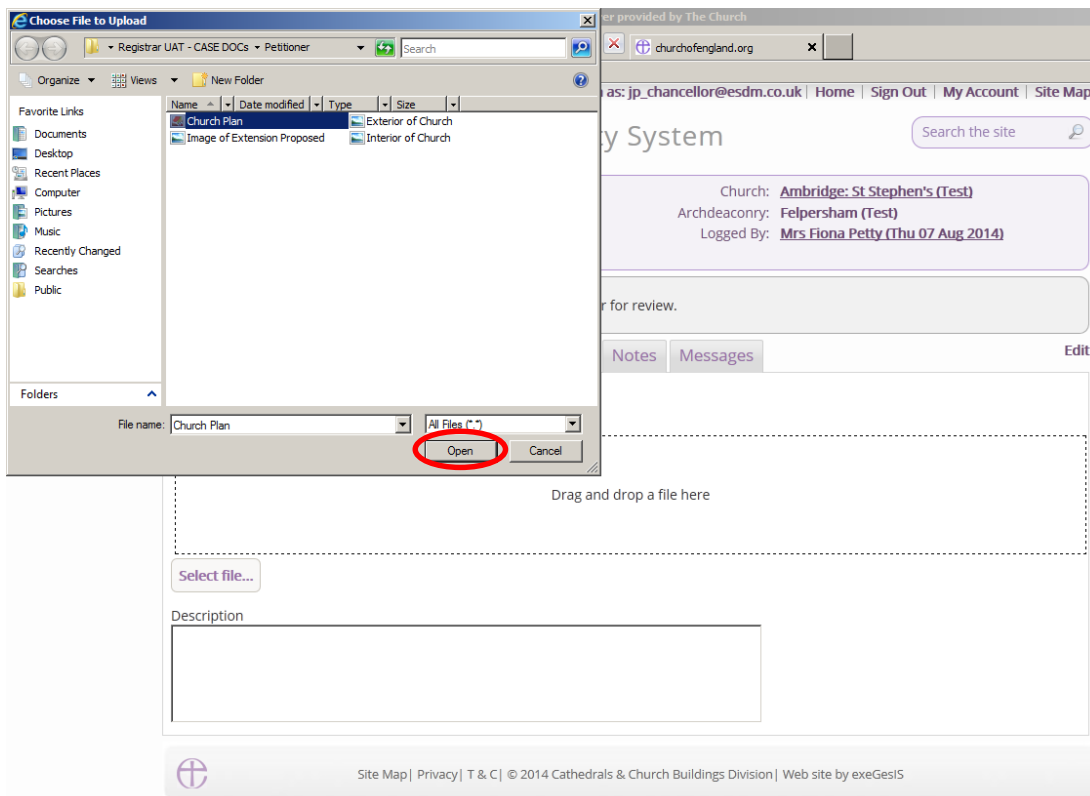 Choose File to Upload
er provided by The Church
Registrar UAT - CASE DOCs Petitioner
Search
churchofengland.org
Organize Views New Folder
as: jp_chancellor@esdm.co.uk | Home | Sign Out | My Account | Site Map
Favorite Links
Documents
Desktop
Recent Places
Computer
Pictures
Music
Recently Changed
Searches
Public
Folders
Name Date modified Type Size
Church Plan
Exterior of Church
Image of Extension Proposed
Interior of Church
y System
Search the site
Church: Ambridge: St Stephen's (Test)
Archdeaconry: Felpersham (Test)
Logged By: Mrs Fiona Petty (Thu 07 Aug 2014)
r for review.
Notes Messages
Edit
File name: Church Plan
All Files (*.*)
Open Cancel
Drag and drop a file here
Select file...
Description
Site Map| Privacy| T & C| © 2014 Cathedrals & Church Buildings Division| Web site by exeGesIS